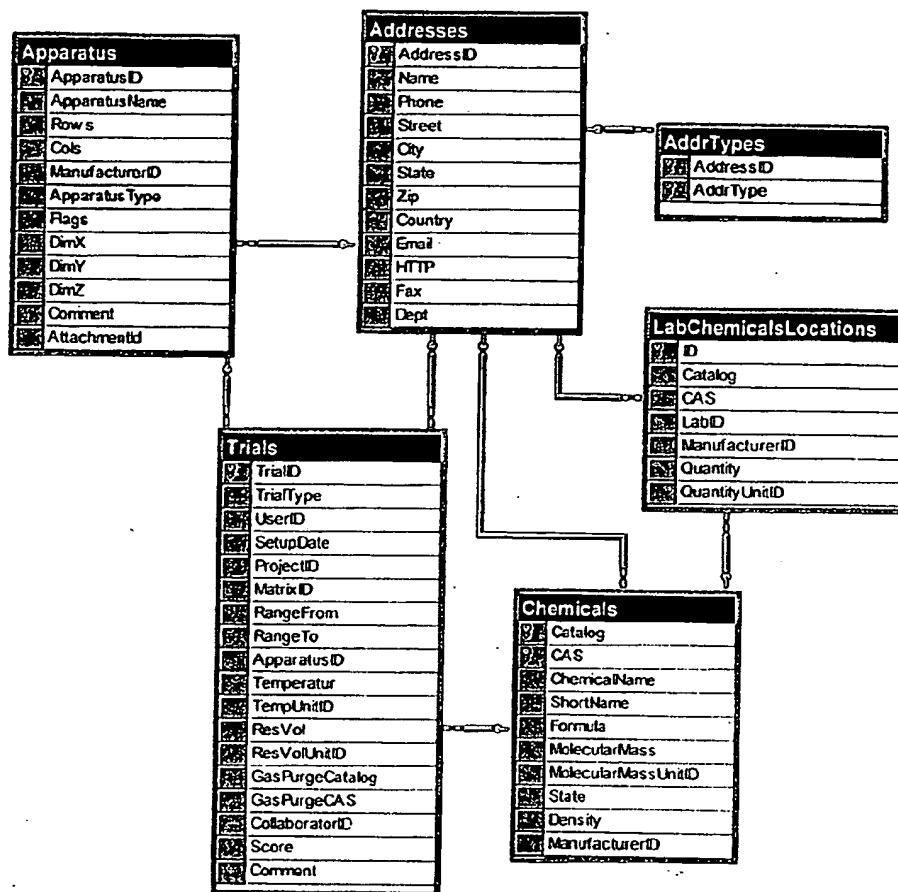 Apparatus
ApparatusID
ApparatusName
Rows
Cols
ManufacturerID
ApparatusType
Flags
DimX
DimY
DimZ
Comment
AttachmentId
Addresses
AddressID
Name
Phone
Street
City
State
Zip
Country
Email
HTTP
Fax
Dept
AddrTypes
AddressID
AddrType
LabChemicalsLocations
ID
Catalog
CAS
LabID
ManufacturerID
Quantity
QuantityUnitID
Trials
TrialID
TrialType
UserID
SetupDate
ProjectID
MatrixID
RangeFrom
RangeTo
ApparatusID
Temperatur
TempUnitID
ResVol
ResVolUnitID
GasPurgeCatalog
GasPurgeCAS
CollaboratorID
Score
Comment
Chemicals
Catalog
CAS
ChemicalName
ShortName
Formula
MolecularMass
MolecularMassUnitID
State
Density
ManufacturerID